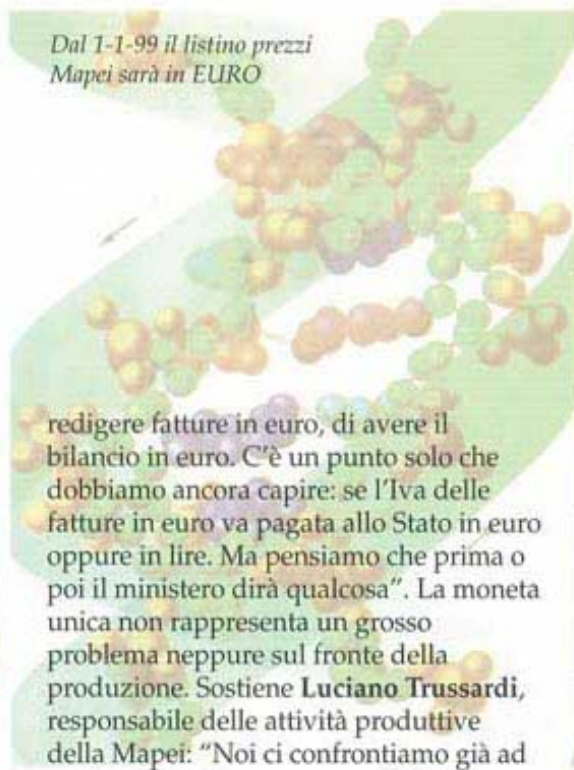 Dal 1-1-99 il listino prezzi
Mapei sarà in EURO
redigere fatture in euro, di avere il
bilancio in euro. C'è un punto solo che
dobbiamo ancora capire: se l'Iva delle
fatture in euro va pagata allo Stato in euro
oppure in lire. Ma pensiamo che prima o
poi il ministero dirà qualcosa”. La moneta
unica non rappresenta un grosso
problema neppure sul fronte della
produzione. Sostiene Luciano Trussardi,
responsabile delle attività produttive
della Mapei: “Noi ci confrontiamo già ad